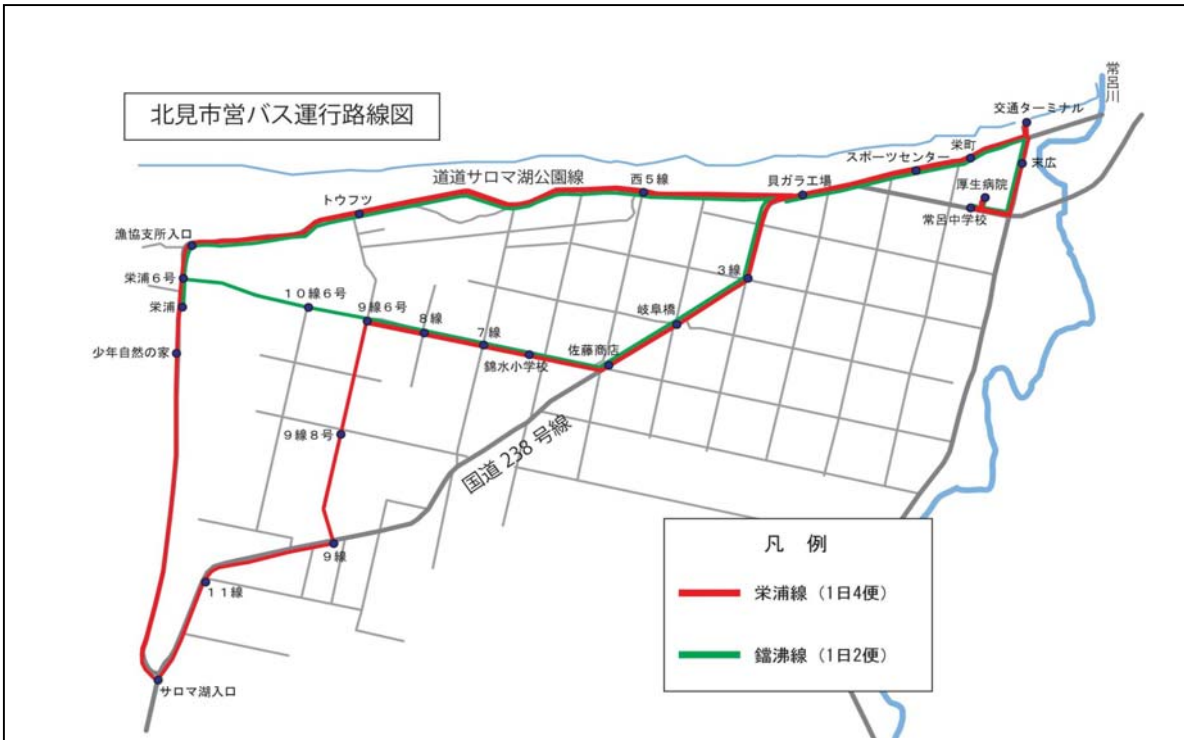 北見市営バス運行路線図
常呂川
交通ターミナル
栄町
スポーツセンター
末広
厚生病院
常呂中学校
道道サロマ湖公園線
西5線
貝ガラ工場
トウフツ
漁協支所入口
栄浦6号
栄浦
10線6号
9線6号
8線
7線
錦水小学校
佐藤商店
岐阜橋
3線
少年自然の家
9線8号
国道238号線
9線
11線
サロマ湖入口
凡 例
栄浦線(1日4便)
鐺沸線(1日2便)